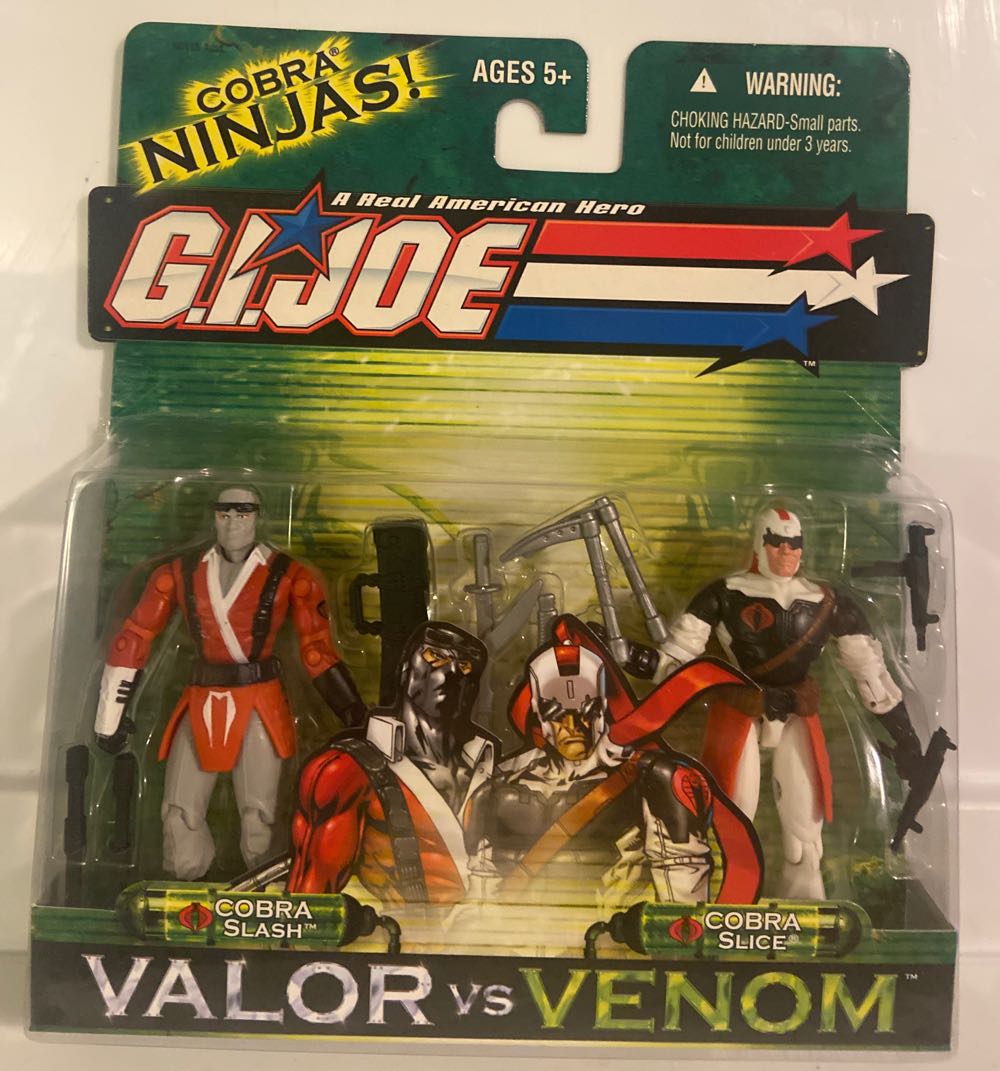 COBRA®
NINJAS!
AGES 5+
WARNING:
CHOKING HAZARD-Small parts.
Not for children under 3 years.
A Real American Hero
G.I. JOE
™
COBRA
SLASH™
COBRA
SLICE®
VALOR VS VENOM™